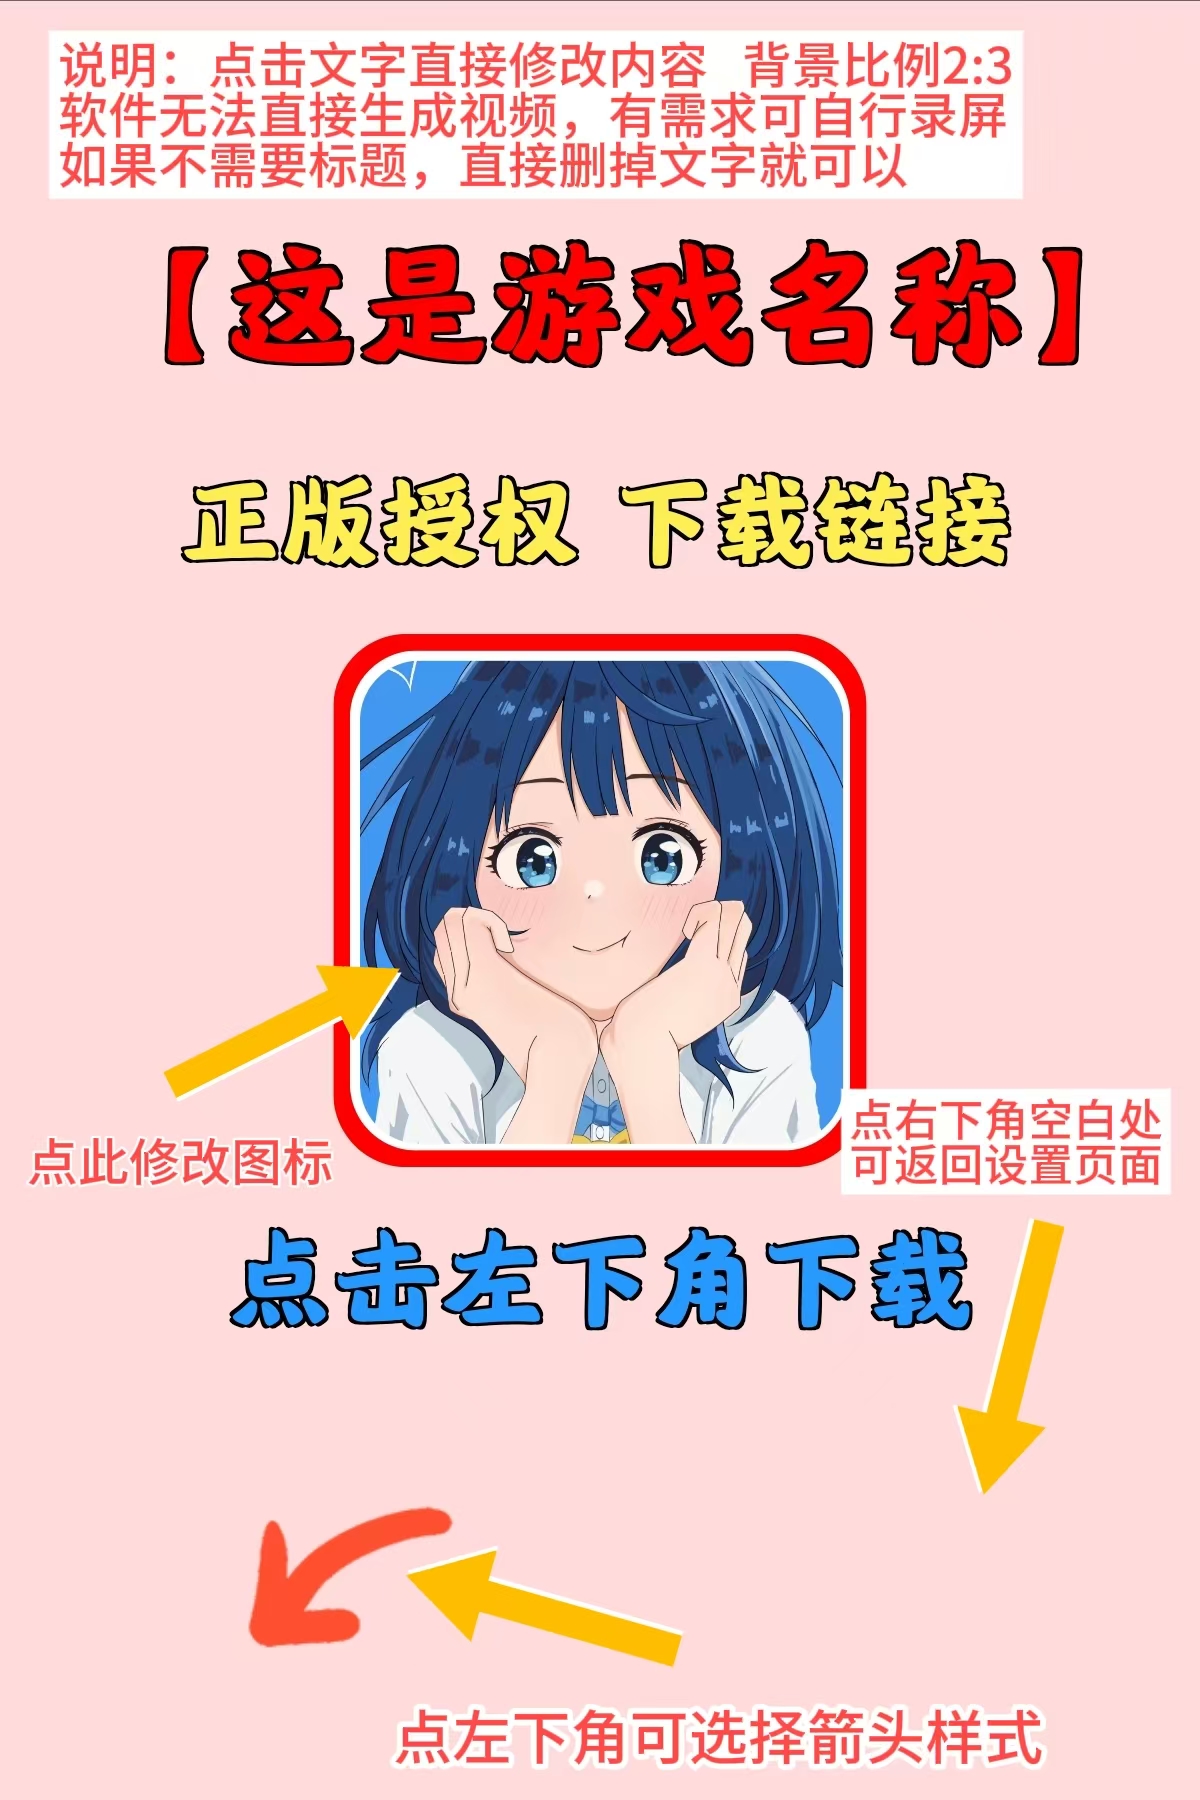 说明：点击文字直接修改内容 背景比例2:3
软件无法直接生成视频，有需求可自行录屏
如果不需要标题，直接删掉文字就可以
【这是游戏名称】
正版授权 下载链接
点此修改图标
点右下角空白处
可返回设置页面
点击左下角下载
点左下角可选择箭头样式